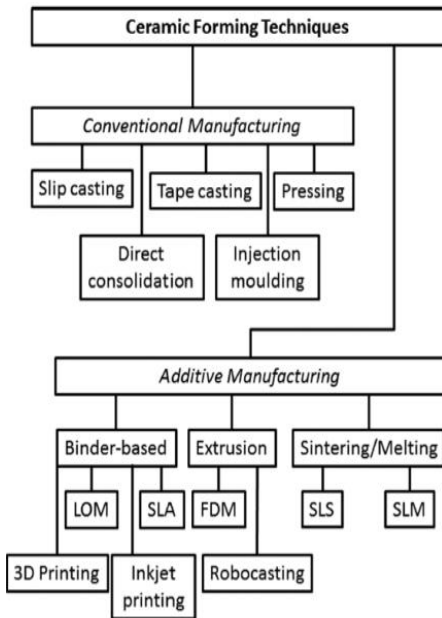 Ceramic Forming Techniques
Conventional Manufacturing
Slip casting
Tape casting
Pressing
Direct
consolidation
Injection
moulding
Additive Manufacturing
Binder-based
Extrusion
Sintering/Melting
LOM
SLA
FDM
SLS
SLM
3D Printing
Inkjet
printing
Robocasting